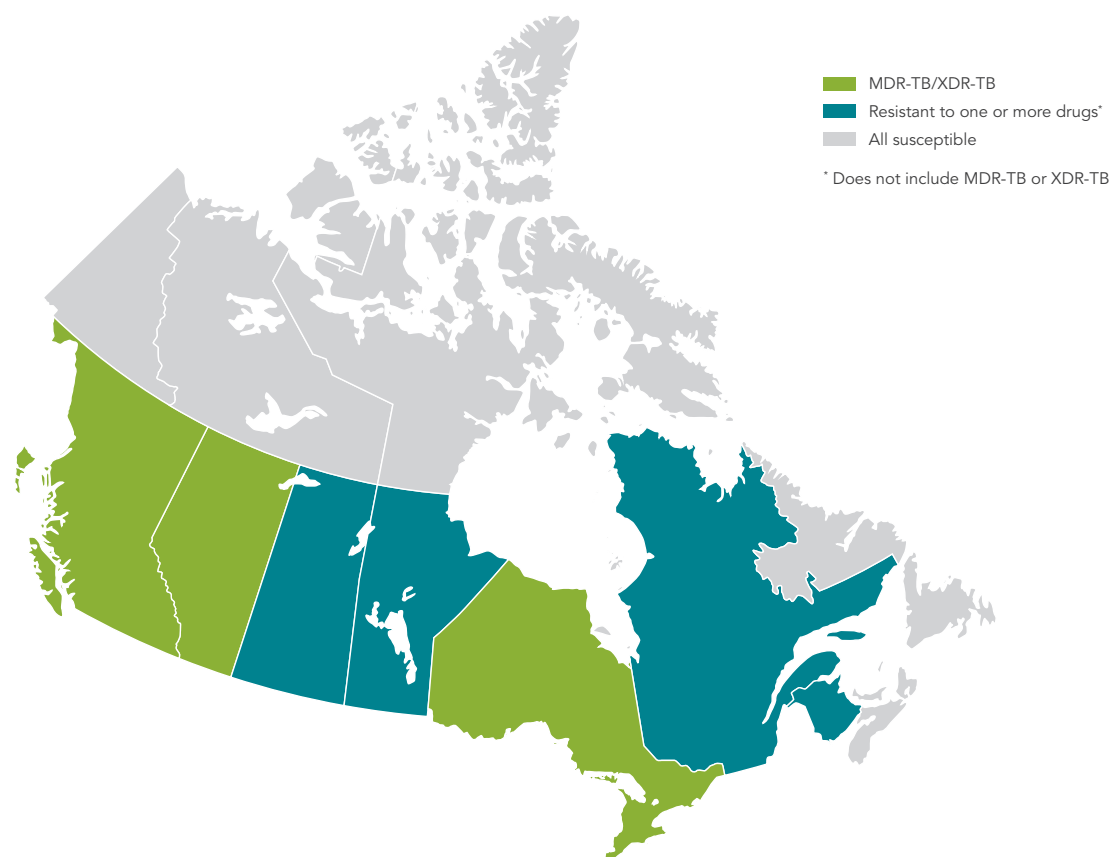 MDR-TB/XDR-TB
Resistant to one or more drugs*
All susceptible
* Does not include MDR-TB or XDR-TB